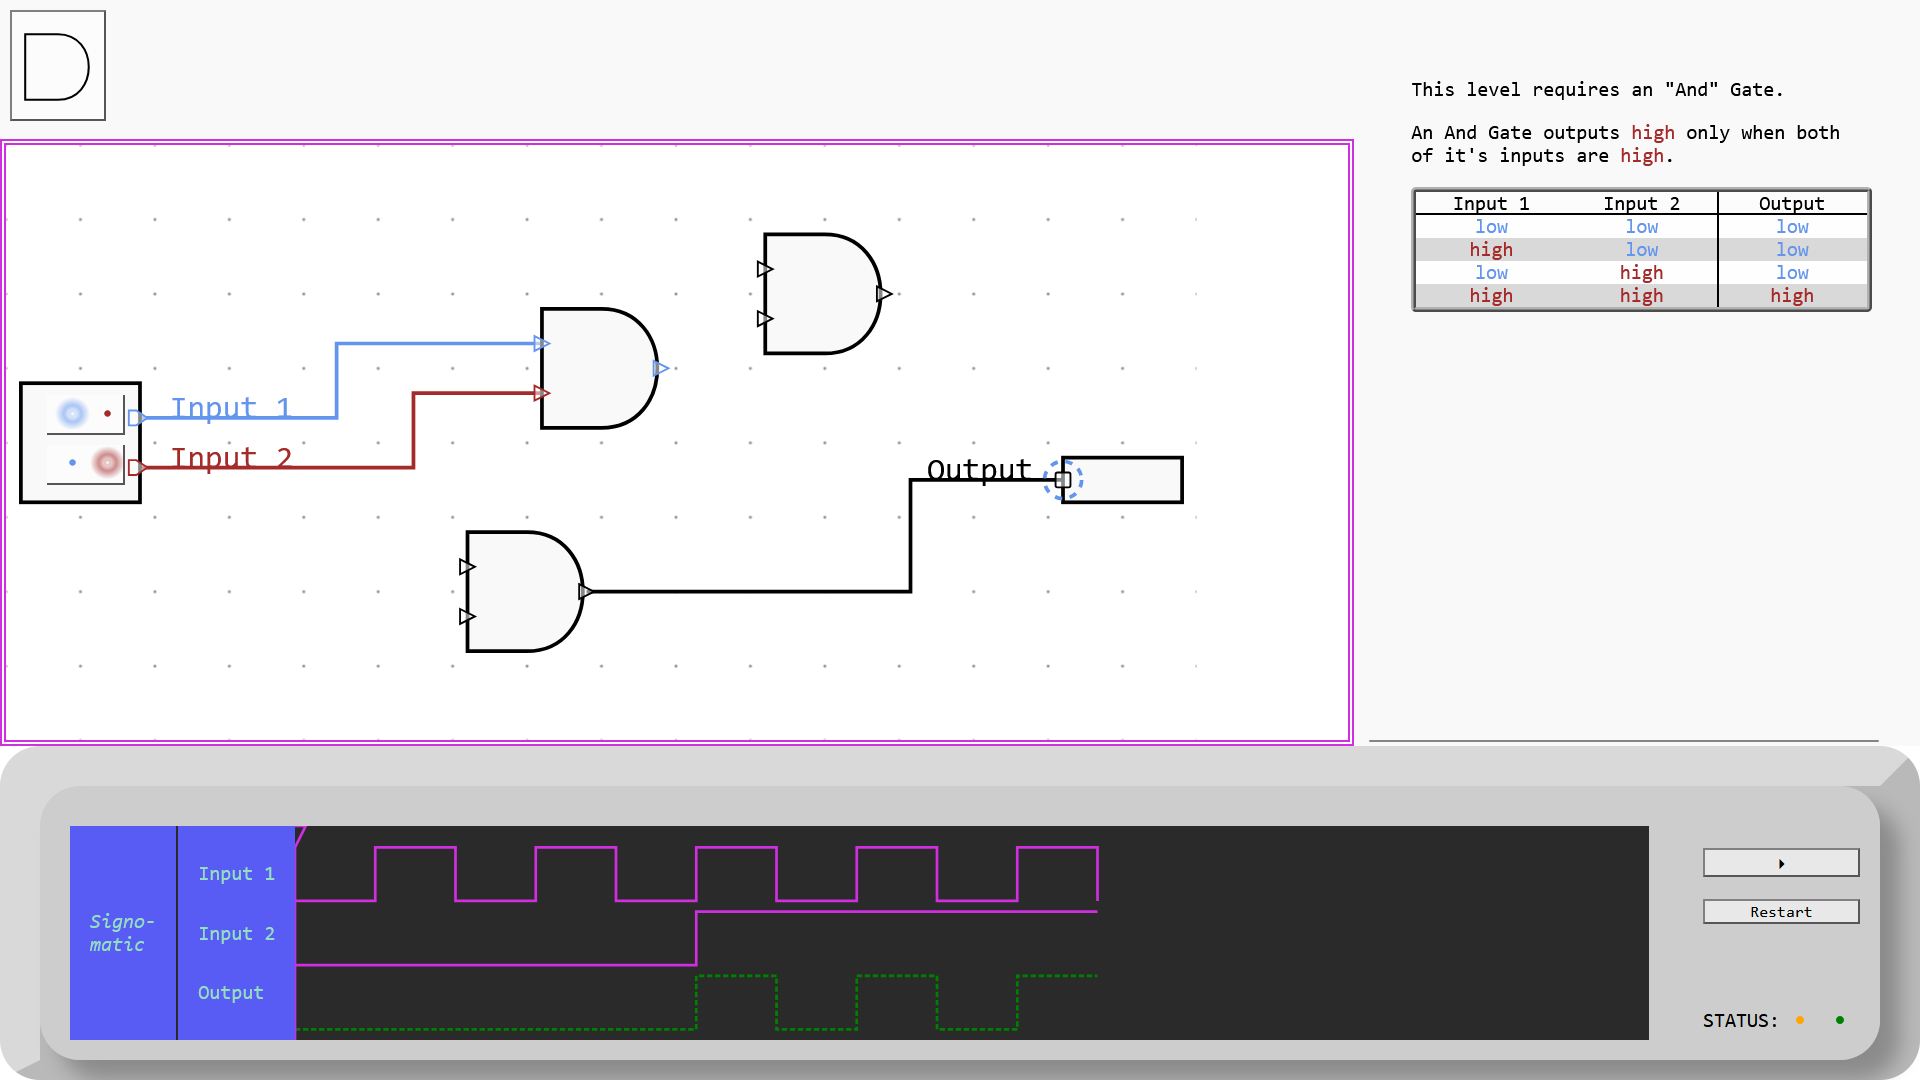 This level requires an "And" Gate.
An And Gate outputs high only when both
of it's inputs are high.
Input 1 Input 2 Output
low low low
high low low
low high low
high high high
Input 1
Input 2
Output
Signo-
matic
Input 1
Input 2
Output
Restart
STATUS: